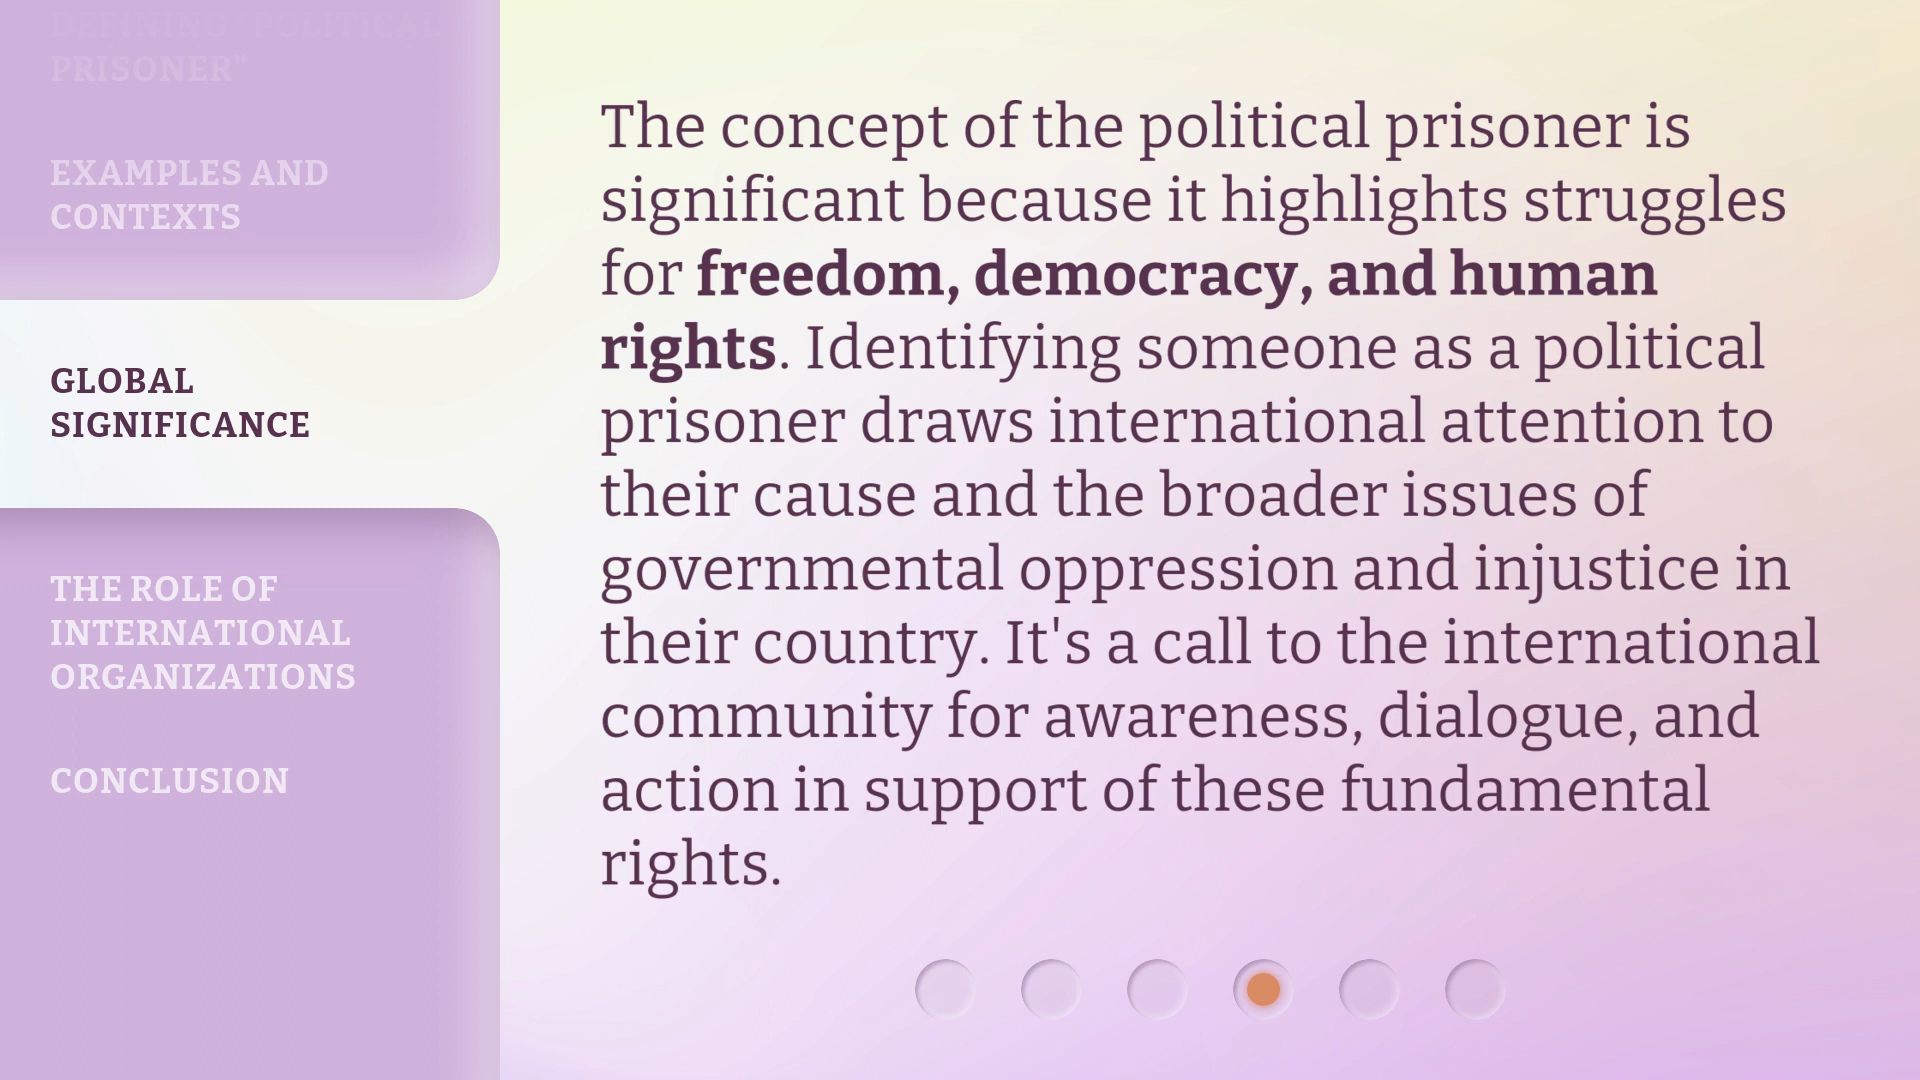 DEFINING "POLITICAL
PRISONER"
EXAMPLES AND
CONTEXTS
GLOBAL
SIGNIFICANCE
THE ROLE OF
INTERNATIONAL
ORGANIZATIONS
CONCLUSION
The concept of the political prisoner is
significant because it highlights struggles
for freedom, democracy, and human
rights. Identifying someone as a political
prisoner draws international attention to
their cause and the broader issues of
governmental oppression and injustice in
their country. It's a call to the international
community for awareness, dialogue, and
action in support of these fundamental
rights.